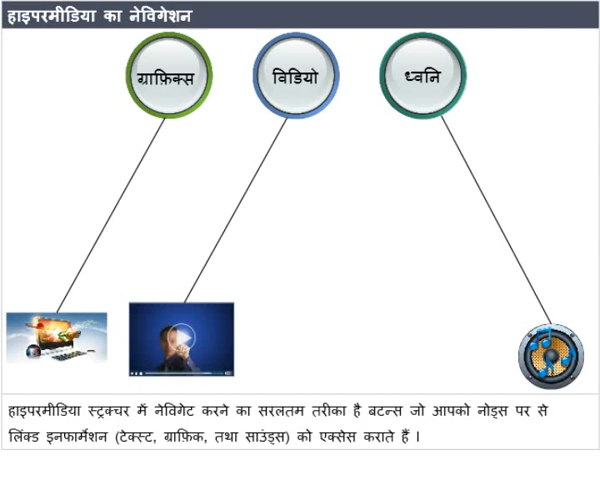 हाइपरमीडिया का नेविगेशन
ग्राफ़िक्स
विडियो
ध्वनि
हाइपरमीडिया स्ट्रक्चर में नेविगेट करने का सरलतम तरीका है बटन्स जो आपको नोड्स पर से
लिंक्ड इनफार्मेशन (टेक्स्ट, ग्राफ़िक, तथा साउंड्स) को एक्सेस कराते हैं ।